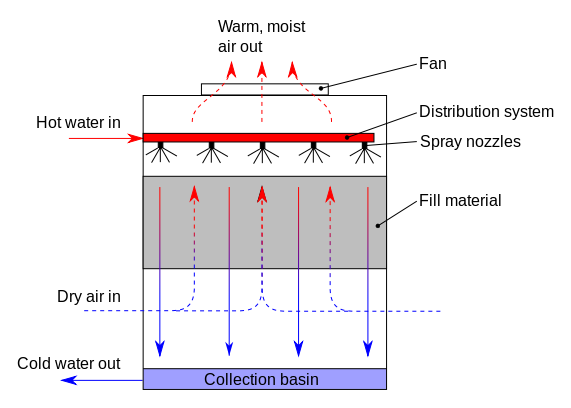 Warm, moist
air out
Fan
Distribution system
Hot water in
Spray nozzles
Fill material
Dry air in
Cold water out
Collection basin